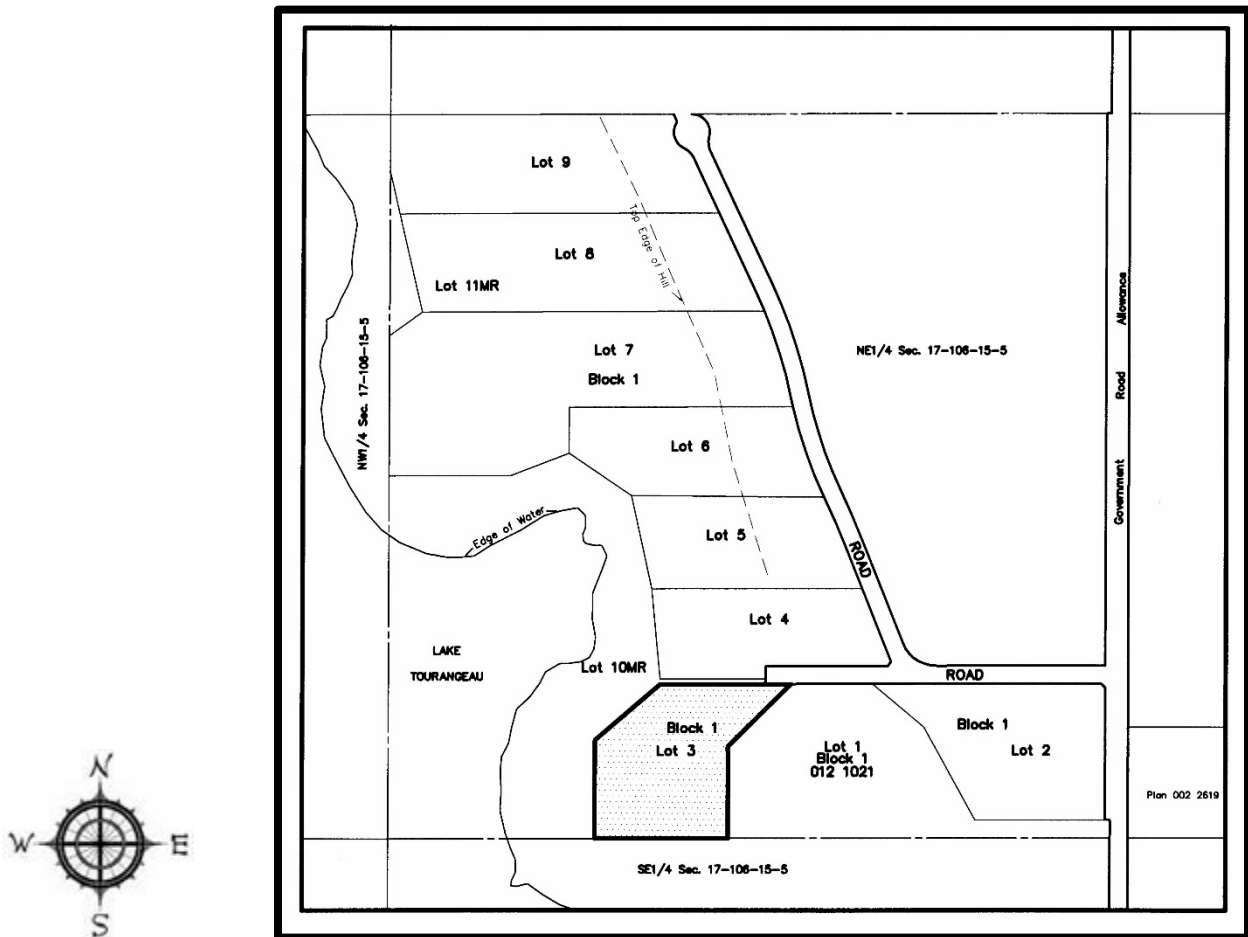 Lot 9
Top Edge of Hill
Lot 8
Lot 11MR
Government Road Allowance
Lot 7
Block 1
NE1/4 Sec. 17-106-15-5
NW1/4 Sec. 17-106-15-5
Lot 6
Edge of Water
Lot 5
ROAD
Lot 4
LAKE
TOURANGEAU
Lot 10MR
ROAD
Block 1
Lot 3
Lot 1
Block 1
012 1021
Block 1
Lot 2
Plan 002 2619
SE1/4 Sec. 17-106-15-5
N
W
E
S